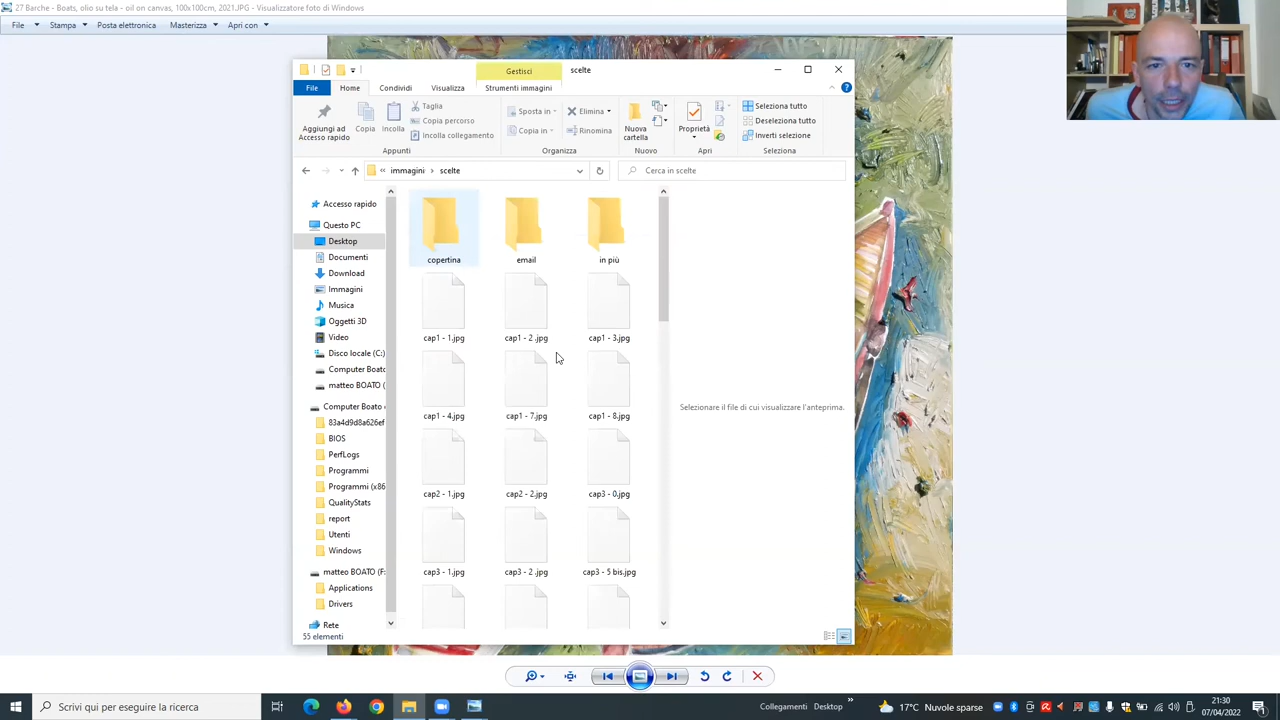 27 Barche - Boats, olio su tela - oil on canvas, 100x100cm, 2021.JPG - Visualizzatore foto di Windows
File Stampa Posta elettronica Masterizza Apri con
Gestisci scelte
File Home Condividi Visualizza Strumenti immagini
Aggiungi ad Accesso rapido
Copia
incolla
Taglia
Copia percorso
Incolla collegamento
Appunti
Sposta in
Copia in
Elimina
Rinomina
Organizza
Nuova cartella
Nuovo
Proprietà
Apri
Seleziona tutto
Deseleziona tutto
Inverti selezione
Seleziona
« immagini › scelte
Cerca in scelte
Accesso rapido
Questo PC
Desktop
Documenti
Download
Immagini
Musica
Oggetti 3D
Video
Disco locale (C:)
Computer Boato
matteo BOATO (
Computer Boato
83a4d9d8a626ef
BIOS
PerfLogs
Programmi
Programmi (x86
QualityStats
report
Utenti
Windows
matteo BOATO (F:
Applications
Drivers
Rete
copertina email in più
cap1 - 1.jpg cap1 - 2 .jpg cap1 - 3.jpg
cap1 - 4.jpg cap1 - 7.jpg cap1 - 8.jpg
cap2 - 1.jpg cap2 - 2.jpg cap3 - 0.jpg
cap3 - 1.jpg cap3 - 2 .jpg cap3 - 5 bis.jpg
Selezionare il file di cui visualizzare l'anteprima.
55 elementi
Scrivi qui per eseguire la ricerca
Collegamenti Desktop »
17°C Nuvole sparse
21:30
07/04/2022